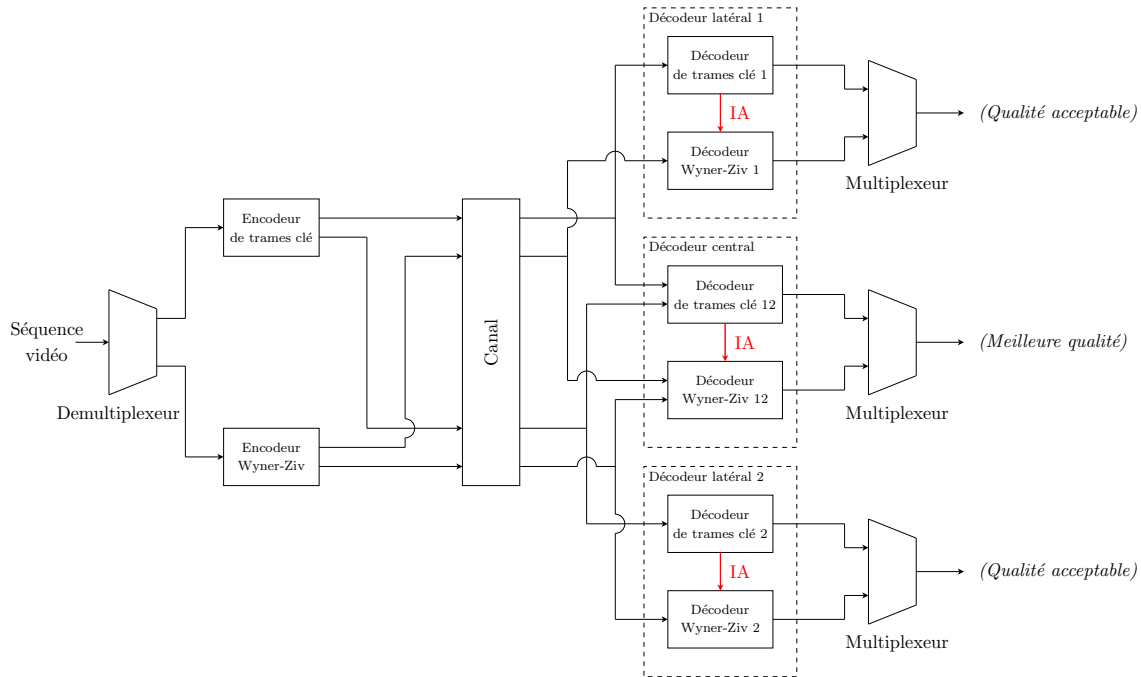 Séquence
vidéo
Demultiplexeur
Encodeur
de trames clé
Encodeur
Wyner-Ziv
Canal
Décodeur latéral 1
Décodeur
de trames clé 1
IA
Décodeur
Wyner-Ziv 1
Multiplexeur
(Qualité acceptable)
Décodeur central
Décodeur
de trames clé 12
IA
Décodeur
Wyner-Ziv 12
Multiplexeur
(Meilleure qualité)
Décodeur latéral 2
Décodeur
de trames clé 2
IA
Décodeur
Wyner-Ziv 2
Multiplexeur
(Qualité acceptable)